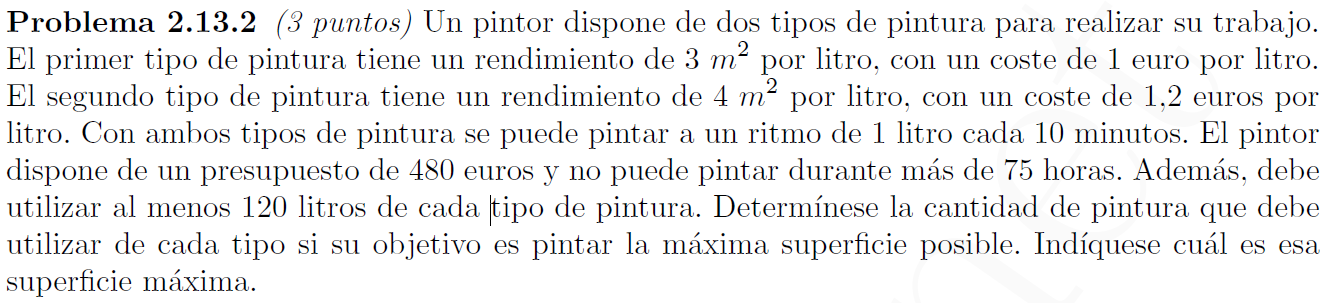 Problema 2.13.2 (3 puntos) Un pintor dispone de dos tipos de pintura para realizar su trabajo.
El primer tipo de pintura tiene un rendimiento de 3 m² por litro, con un coste de 1 euro por litro.
El segundo tipo de pintura tiene un rendimiento de 4 m² por litro, con un coste de 1,2 euros por
litro. Con ambos tipos de pintura se puede pintar a un ritmo de 1 litro cada 10 minutos. El pintor
dispone de un presupuesto de 480 euros y no puede pintar durante más de 75 horas. Además, debe
utilizar al menos 120 litros de cada tipo de pintura. Determínese la cantidad de pintura que debe
utilizar de cada tipo si su objetivo es pintar la máxima superficie posible. Indíquese cuál es esa
superficie máxima.